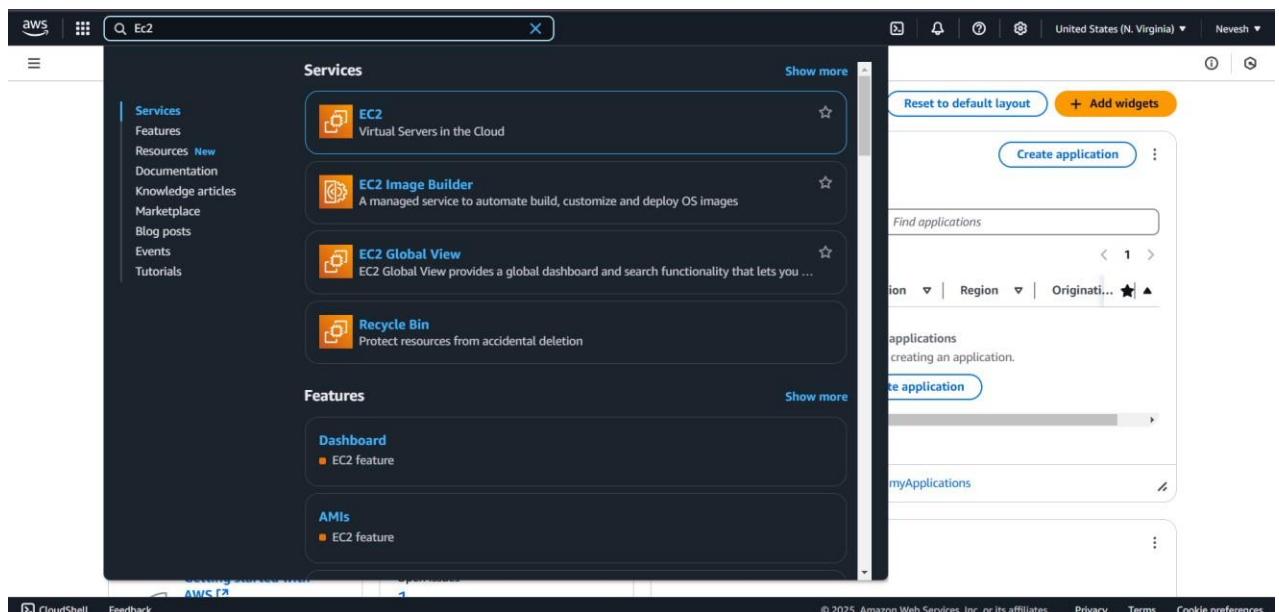 aws
Ec2
United States (N. Virginia)
Nevesh
Services
Show more
Services
Features
Resources New
Documentation
Knowledge articles
Marketplace
Blog posts
Events
Tutorials
EC2
Virtual Servers in the Cloud
EC2 Image Builder
A managed service to automate build, customize and deploy OS images
EC2 Global View
EC2 Global View provides a global dashboard and search functionality that lets you ...
Recycle Bin
Protect resources from accidental deletion
Features
Show more
Dashboard
EC2 feature
AMIs
EC2 feature
Reset to default layout
+ Add widgets
Create application
Find applications
1
ion
Region
Originati...
applications
creating an application.
te application
myApplications
AWS
CloudShell
Feedback
© 2025, Amazon Web Services, Inc. or its affiliates.
Privacy
Terms
Cookie preferences